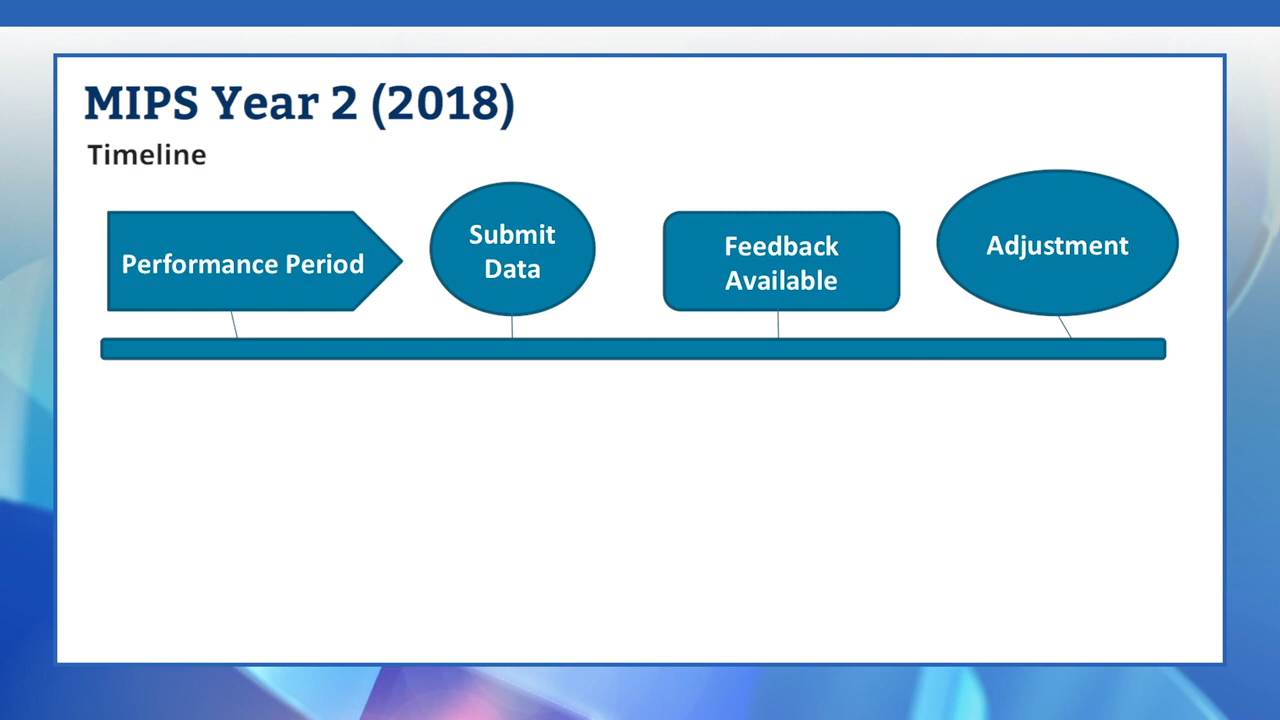 MIPS Year 2 (2018)
Timeline
Performance Period
Submit
Data
Feedback
Available
Adjustment